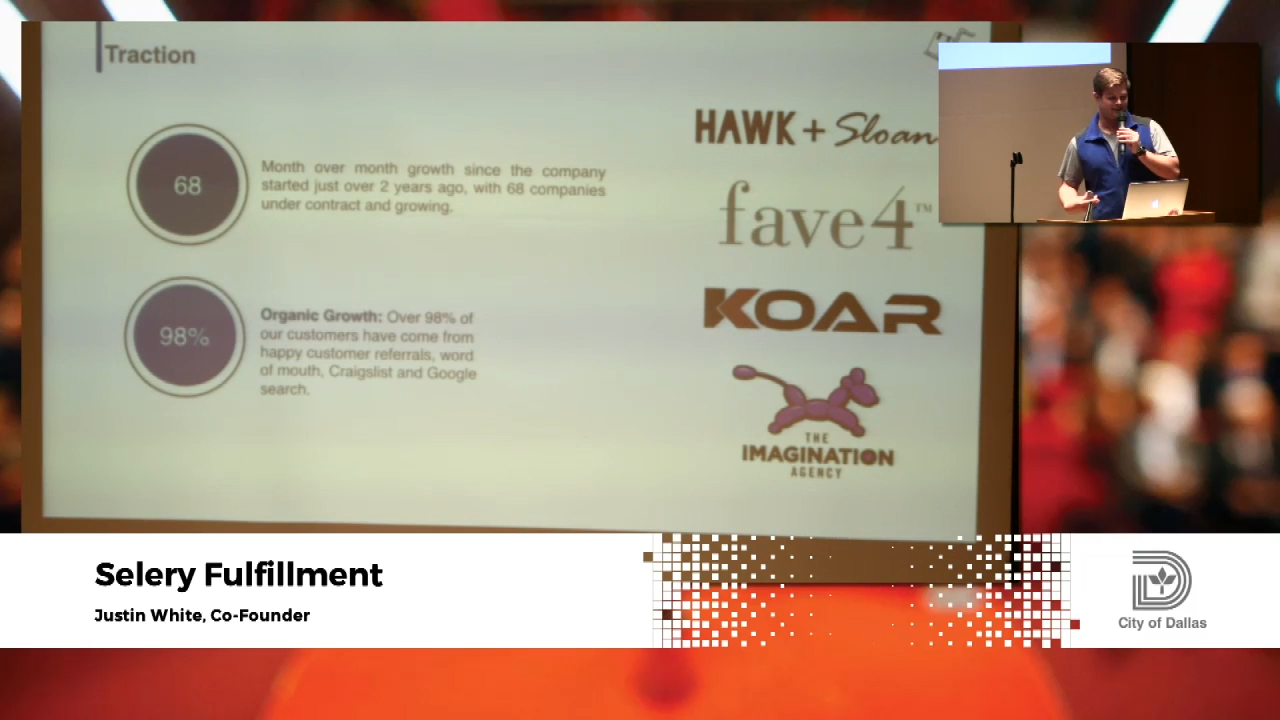 Traction
68
Month over month growth since the company
started just over 2 years ago, with 68 companies
under contract and growing.
98%
Organic Growth: Over 98% of
our customers have come from
happy customer referrals, word
of mouth, Craigslist and Google
search.
HAWK + Sloan
fave4™
KOAR
THE
IMAGINATION
AGENCY
Selery Fulfillment
Justin White, Co-Founder
City of Dallas